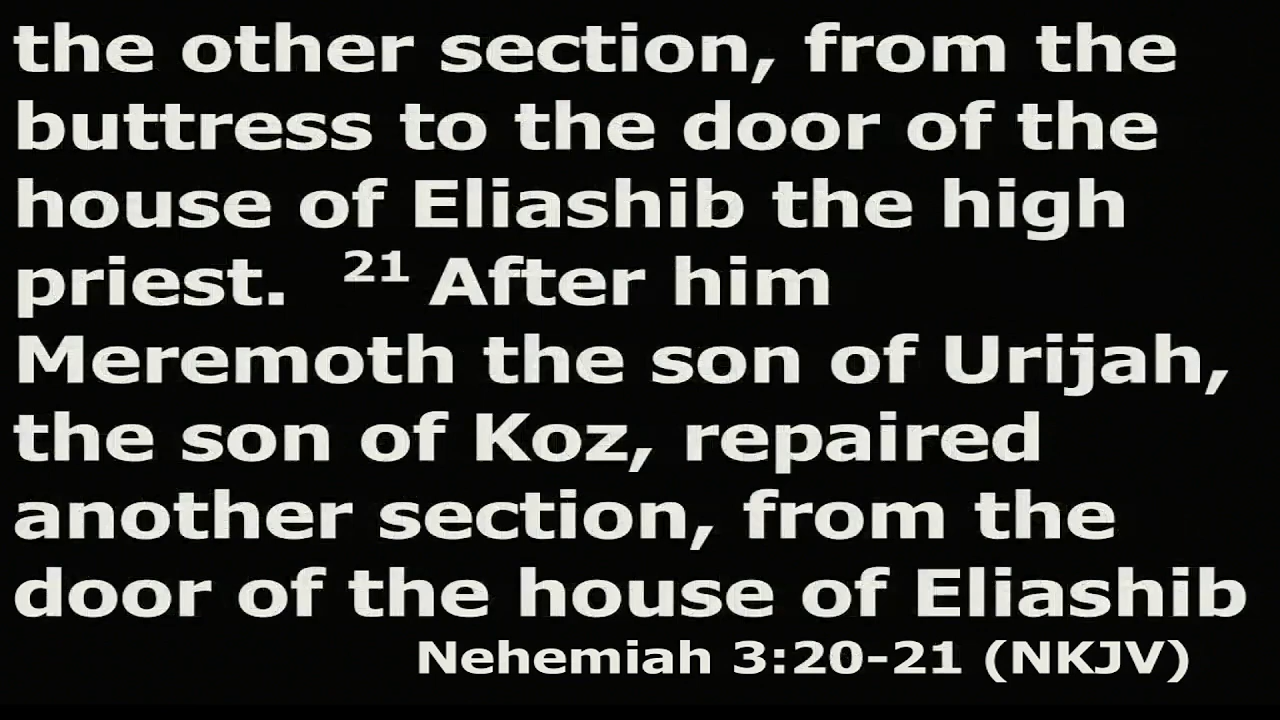 the other section, from the
buttress to the door of the
house of Eliashib the high
priest. 21 After him
Meremoth the son of Urijah,
the son of Koz, repaired
another section, from the
door of the house of Eliashib
Nehemiah 3:20-21 (NKJV)